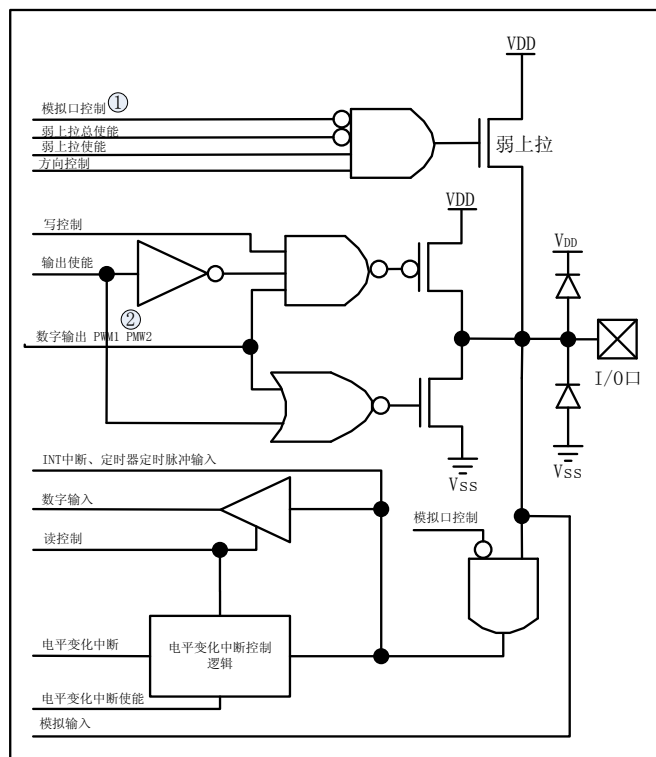 VDD
模拟口控制①
弱上拉总使能
弱上拉使能
方向控制
弱上拉
写控制
VDD
输出使能
VDD
②
数字输出 PWM1 PMW2
I/O口
INT中断、定时器定时脉冲输入
Vss
Vss
数字输入
模拟口控制
读控制
电平变化中断
电平变化中断控制
逻辑
电平变化中断使能
模拟输入